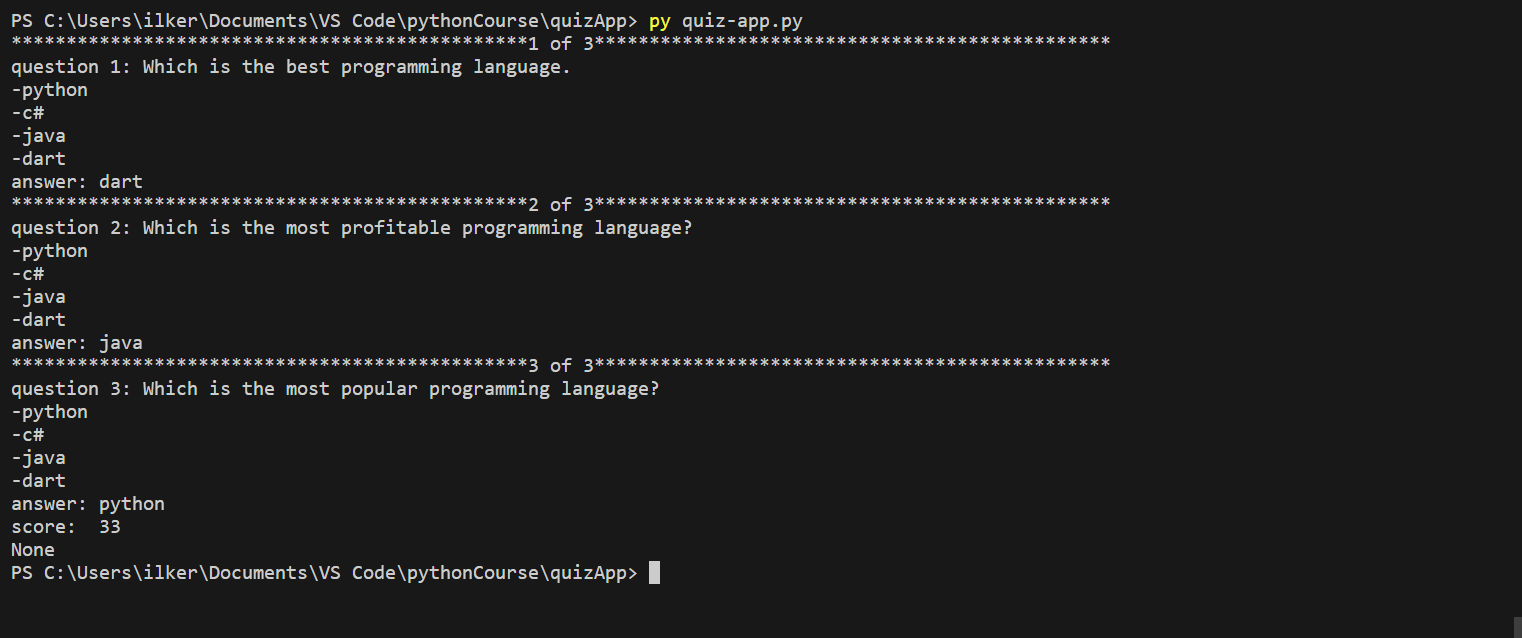 PS C:\Users\ilker\Documents\VS Code\pythonCourse\quizApp> py quiz-app.py
***********************************************1 of 3***********************************************
question 1: Which is the best programming language.
-python
-c#
-java
-dart
answer: dart
***********************************************2 of 3***********************************************
question 2: Which is the most profitable programming language?
-python
-c#
-java
-dart
answer: java
***********************************************3 of 3***********************************************
question 3: Which is the most popular programming language?
-python
-c#
-java
-dart
answer: python
score:  33
None
PS C:\Users\ilker\Documents\VS Code\pythonCourse\quizApp>